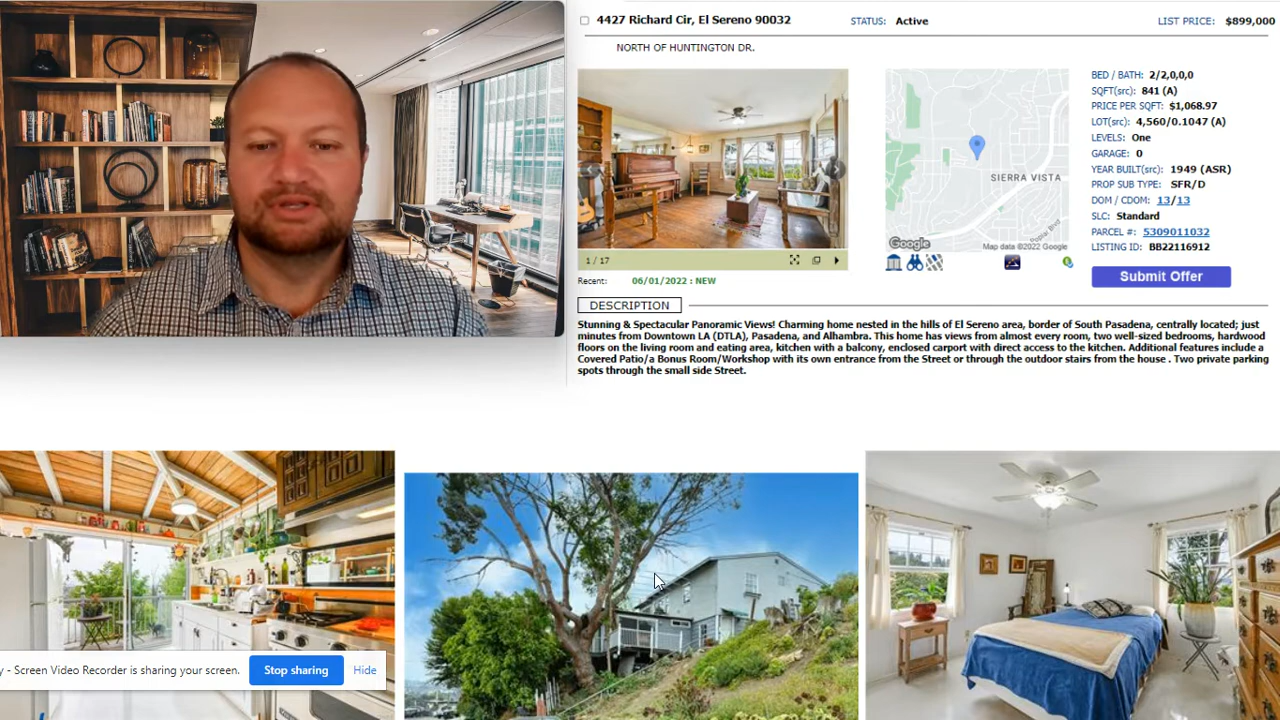 4427 Richard Cir, El Sereno 90032
STATUS: Active
LIST PRICE: $899,000
NORTH OF HUNTINGTON DR.
1 / 17
Recent: 06/01/2022 : NEW
SIERRA VISTA
Poplar Blvd
Google
Map data ©2022 Google
BED / BATH: 2/2,0,0,0
SQFT(src): 841 (A)
PRICE PER SQFT: $1,068.97
LOT(src): 4,560/0.1047 (A)
LEVELS: One
GARAGE: 0
YEAR BUILT(src): 1949 (ASR)
PROP SUB TYPE: SFR/D
DOM / CDOM: 13/13
SLC: Standard
PARCEL #: 5309011032
LISTING ID: BB22116912
Submit Offer
DESCRIPTION
Stunning & Spectacular Panoramic Views! Charming home nested in the hills of El Sereno area, border of South Pasadena, centrally located; just
minutes from Downtown LA (DTLA), Pasadena, and Alhambra. This home has views from almost every room, two well-sized bedrooms, hardwood
floors on the living room and eating area, kitchen with a balcony, enclosed carport with direct access to the kitchen. Additional features include a
Covered Patio/a Bonus Room/Workshop with its own entrance from the Street or through the outdoor stairs from the house . Two private parking
spots through the small side Street.
y - Screen Video Recorder is sharing your screen.
Stop sharing
Hide